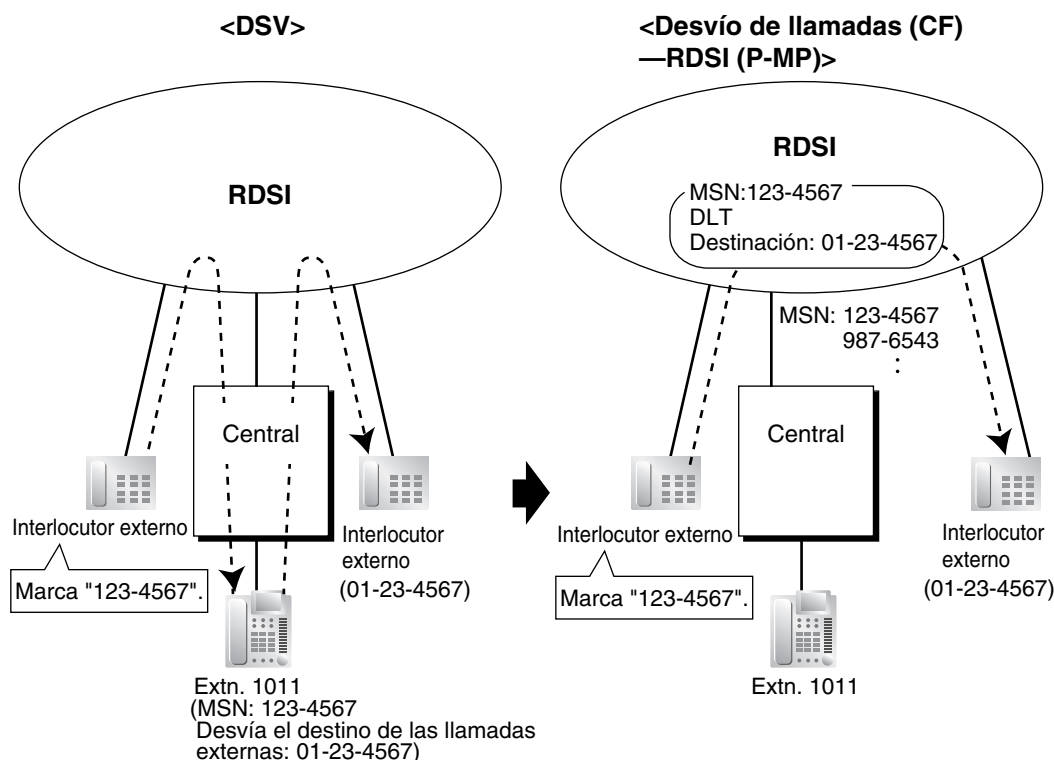 <DSV>
RDSI
Central
Interlocutor externo
Marca "123-4567".
Interlocutor
externo
(01-23-4567)
Extn. 1011
(MSN: 123-4567
Desvía el destino de las llamadas
externas: 01-23-4567)
<Desvío de llamadas (CF)
—RDSI (P-MP)>
RDSI
MSN:123-4567
DLT
Destinación: 01-23-4567
MSN: 123-4567
987-6543
:
Central
Interlocutor externo
Marca "123-4567".
Interlocutor
externo
(01-23-4567)
Extn. 1011